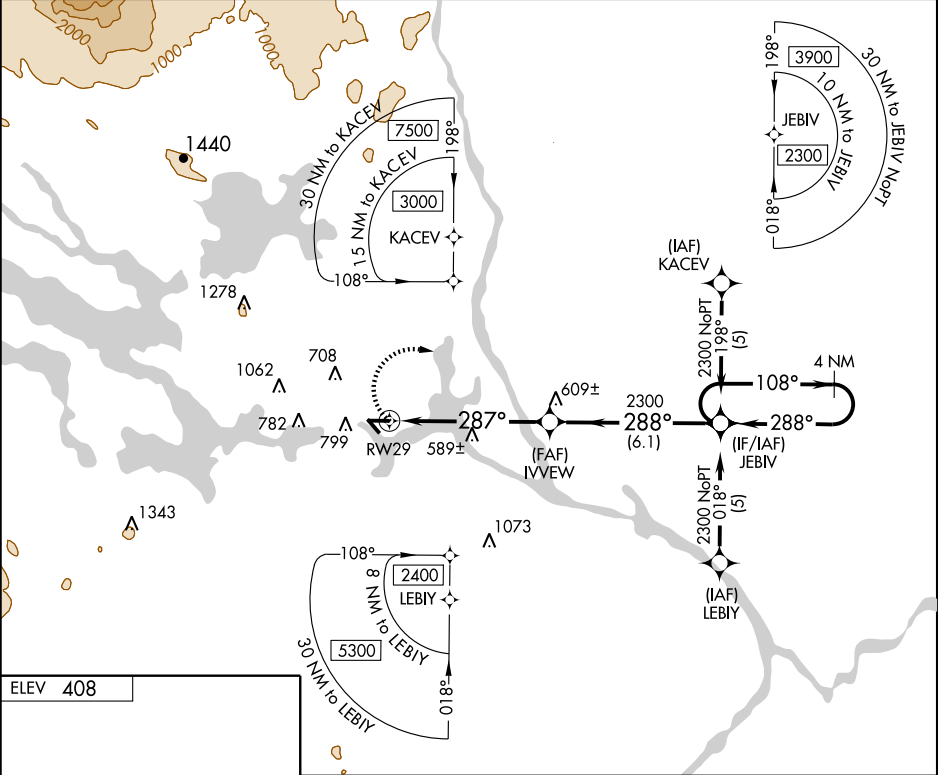 2000
1000
1000
1440
30 NM to KACEV
7500
198°
15 NM to KACEV
3000
KACEV
108°
198°
3900
30 NM to JEBIV NoPT
10 NM to JEBIV
JEBIV
2300
018°
(IAF)
KACEV
2300 NoPT
198°
(5)
4 NM
108°
288°
1278
1062
708
782
799
RW29
287°
589±
609±
(FAF)
IVVEW
2300
288°
(6.1)
(IF/IAF)
JEBIV
2300 NoPT
018°
(5)
(IAF)
LEBIY
1343
1073
108°
2400
LEBIY
8 NM to LEBIY
5300
30 NM to LEBIY
018°
ELEV 408